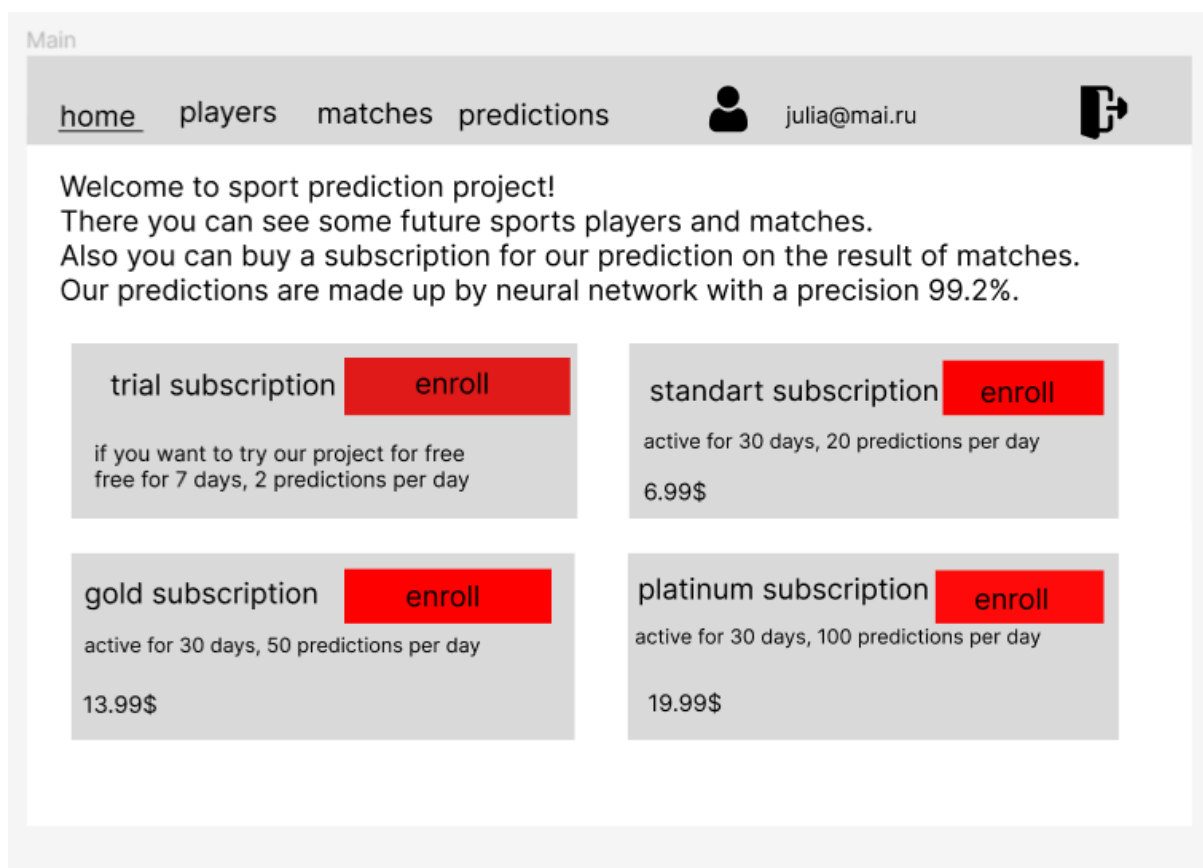 Main
home players matches predictions julia@mai.ru
Welcome to sport prediction project!
There you can see some future sports players and matches.
Also you can buy a subscription for our prediction on the result of matches.
Our predictions are made up by neural network with a precision 99.2%.
trial subscription enroll
if you want to try our project for free
free for 7 days, 2 predictions per day
standart subscription enroll
active for 30 days, 20 predictions per day
6.99$
gold subscription enroll
active for 30 days, 50 predictions per day
13.99$
platinum subscription enroll
active for 30 days, 100 predictions per day
19.99$